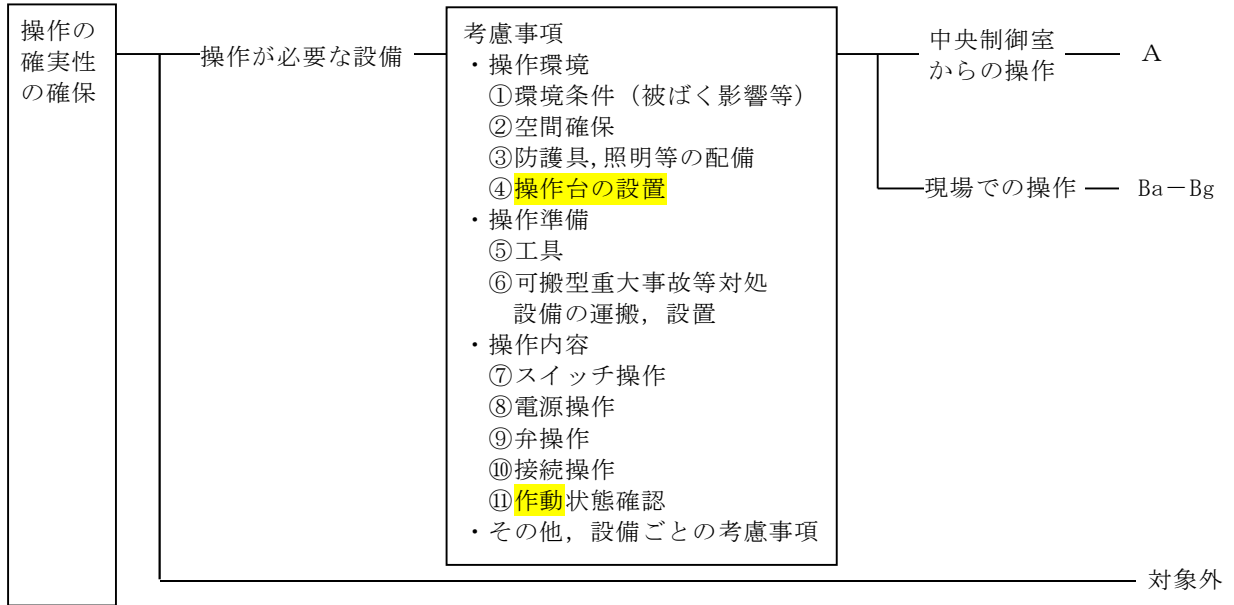 操作の
確実性
の確保
操作が必要な設備
考慮事項
・操作環境
①環境条件（被ばく影響等）
②空間確保
③防護具,照明等の配備
④操作台の設置
・操作準備
⑤工具
⑥可搬型重大事故等対処
設備の運搬，設置
・操作内容
⑦スイッチ操作
⑧電源操作
⑨弁操作
⑩接続操作
⑪作動状態確認
・その他，設備ごとの考慮事項
中央制御室
からの操作
A
現場での操作
Ba－Bg
対象外